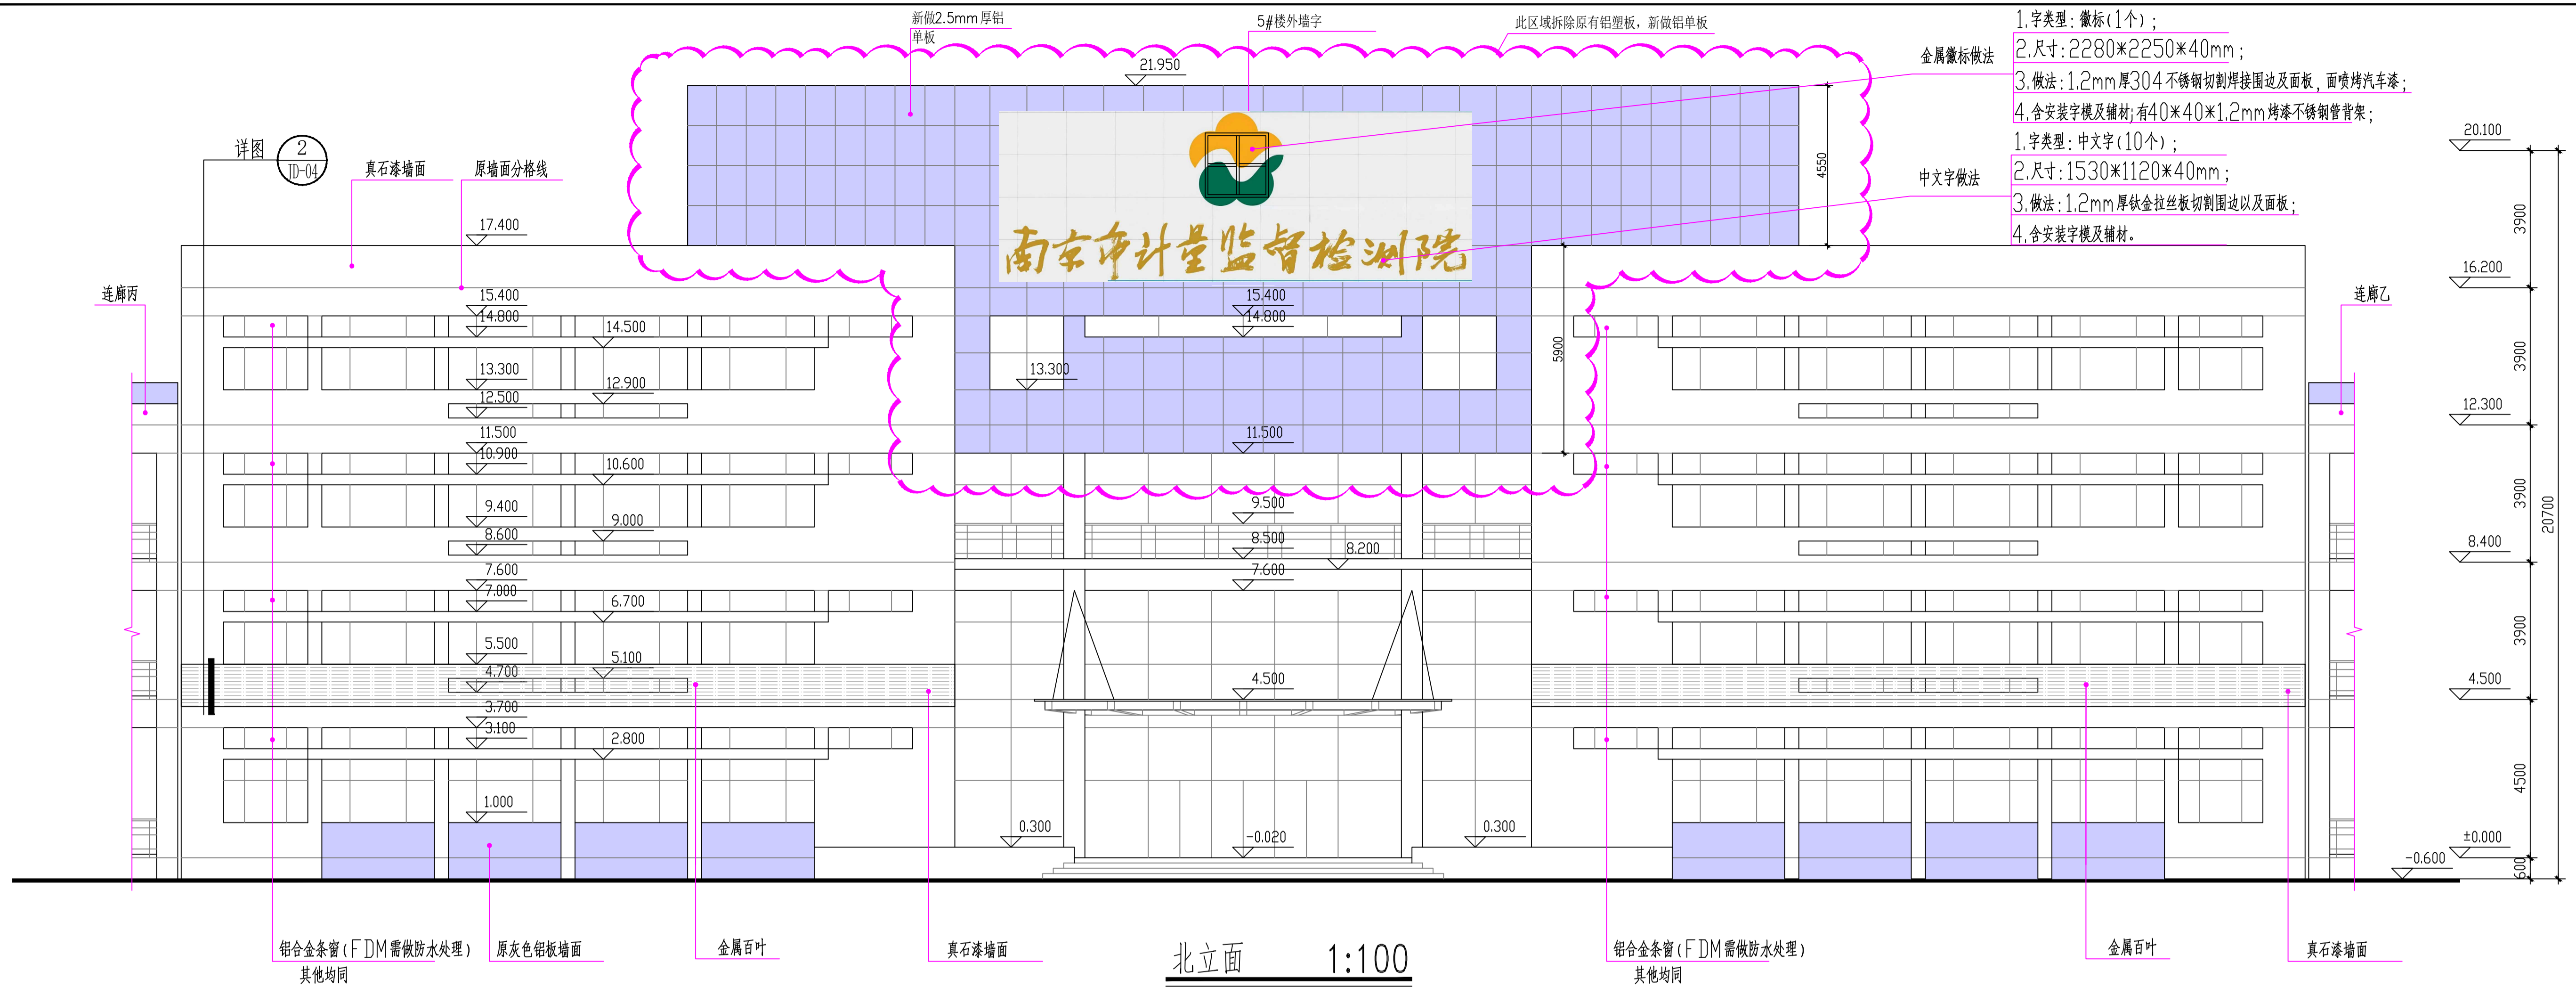 新做2.5mm厚铝
单板
5#楼外墙字
此区域拆除原有铝塑板，新做铝单板
金属徽标做法
1.字类型：徽标(1个)；
2.尺寸：2280*2250*40mm；
3.做法：1.2mm厚304不锈钢切割焊接围边及面板，面喷烤汽车漆；
4.含安装字模及辅材;有40*40*1.2mm烤漆不锈钢管背架；
中文字做法
1.字类型：中文字(10个)；
2.尺寸：1530*1120*40mm；
3.做法：1.2mm厚钛金拉丝板切割围边以及面板；
4.含安装字模及辅材。
21.950
详图
2
JD-04
真石漆墙面
原墙面分格线
17.400
南京市计量监督检测院
4550
5900
连廊丙
连廊乙
15.400
14.800
14.500
13.300
12.900
12.500
11.500
10.900
10.600
9.400
9.000
8.600
7.600
7.000
6.700
5.500
5.100
4.700
3.700
3.100
2.800
1.000
15.400
14.800
13.300
11.500
9.500
8.500
8.200
7.600
4.500
0.300
-0.020
0.300
20.100
16.200
12.300
8.400
4.500
±0.000
-0.600
3900
3900
3900
3900
4500
600
20700
铝合金条窗(FDM需做防水处理)
其他均同
原灰色铝板墙面
金属百叶
真石漆墙面
北立面 1:100
铝合金条窗(FDM需做防水处理)
其他均同
金属百叶
真石漆墙面